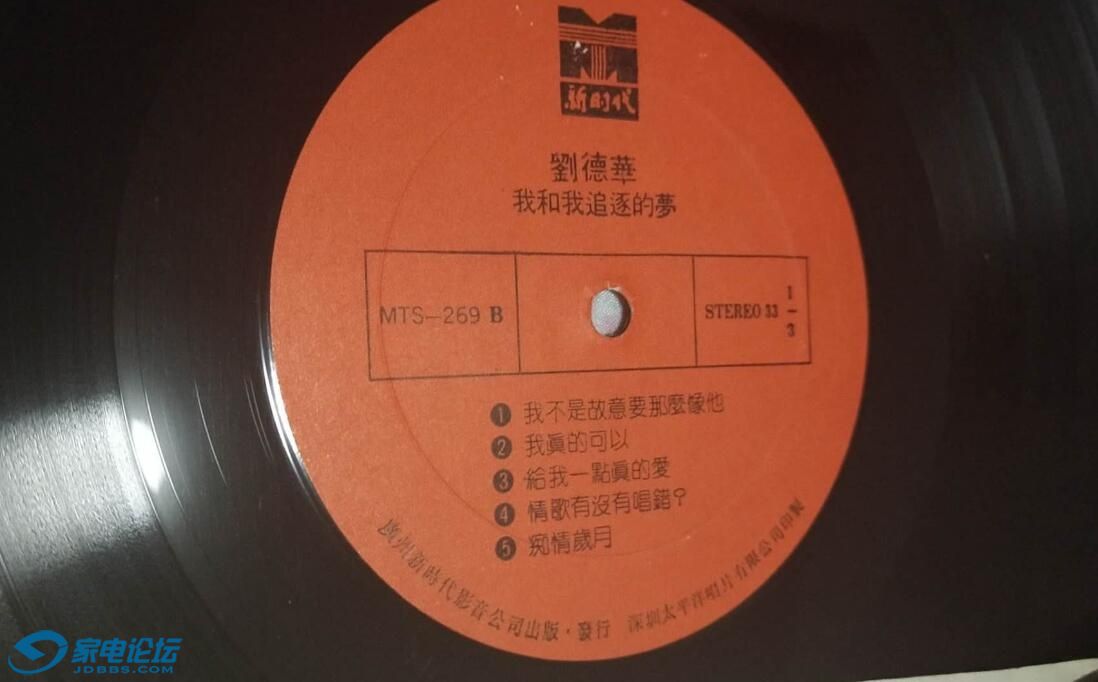 新时代
劉德華
我和我追逐的夢
MTS-269 B
STEREO 33 1/3
1 我不是故意要那麼像他
2 我眞的可以
3 給我一點眞的愛
4 情歌有沒有唱錯？
5 痴情歲月
廣州新時代影音公司出版·發行 深圳太平洋唱片有限公司印製
家电论坛
JDBBS.COM